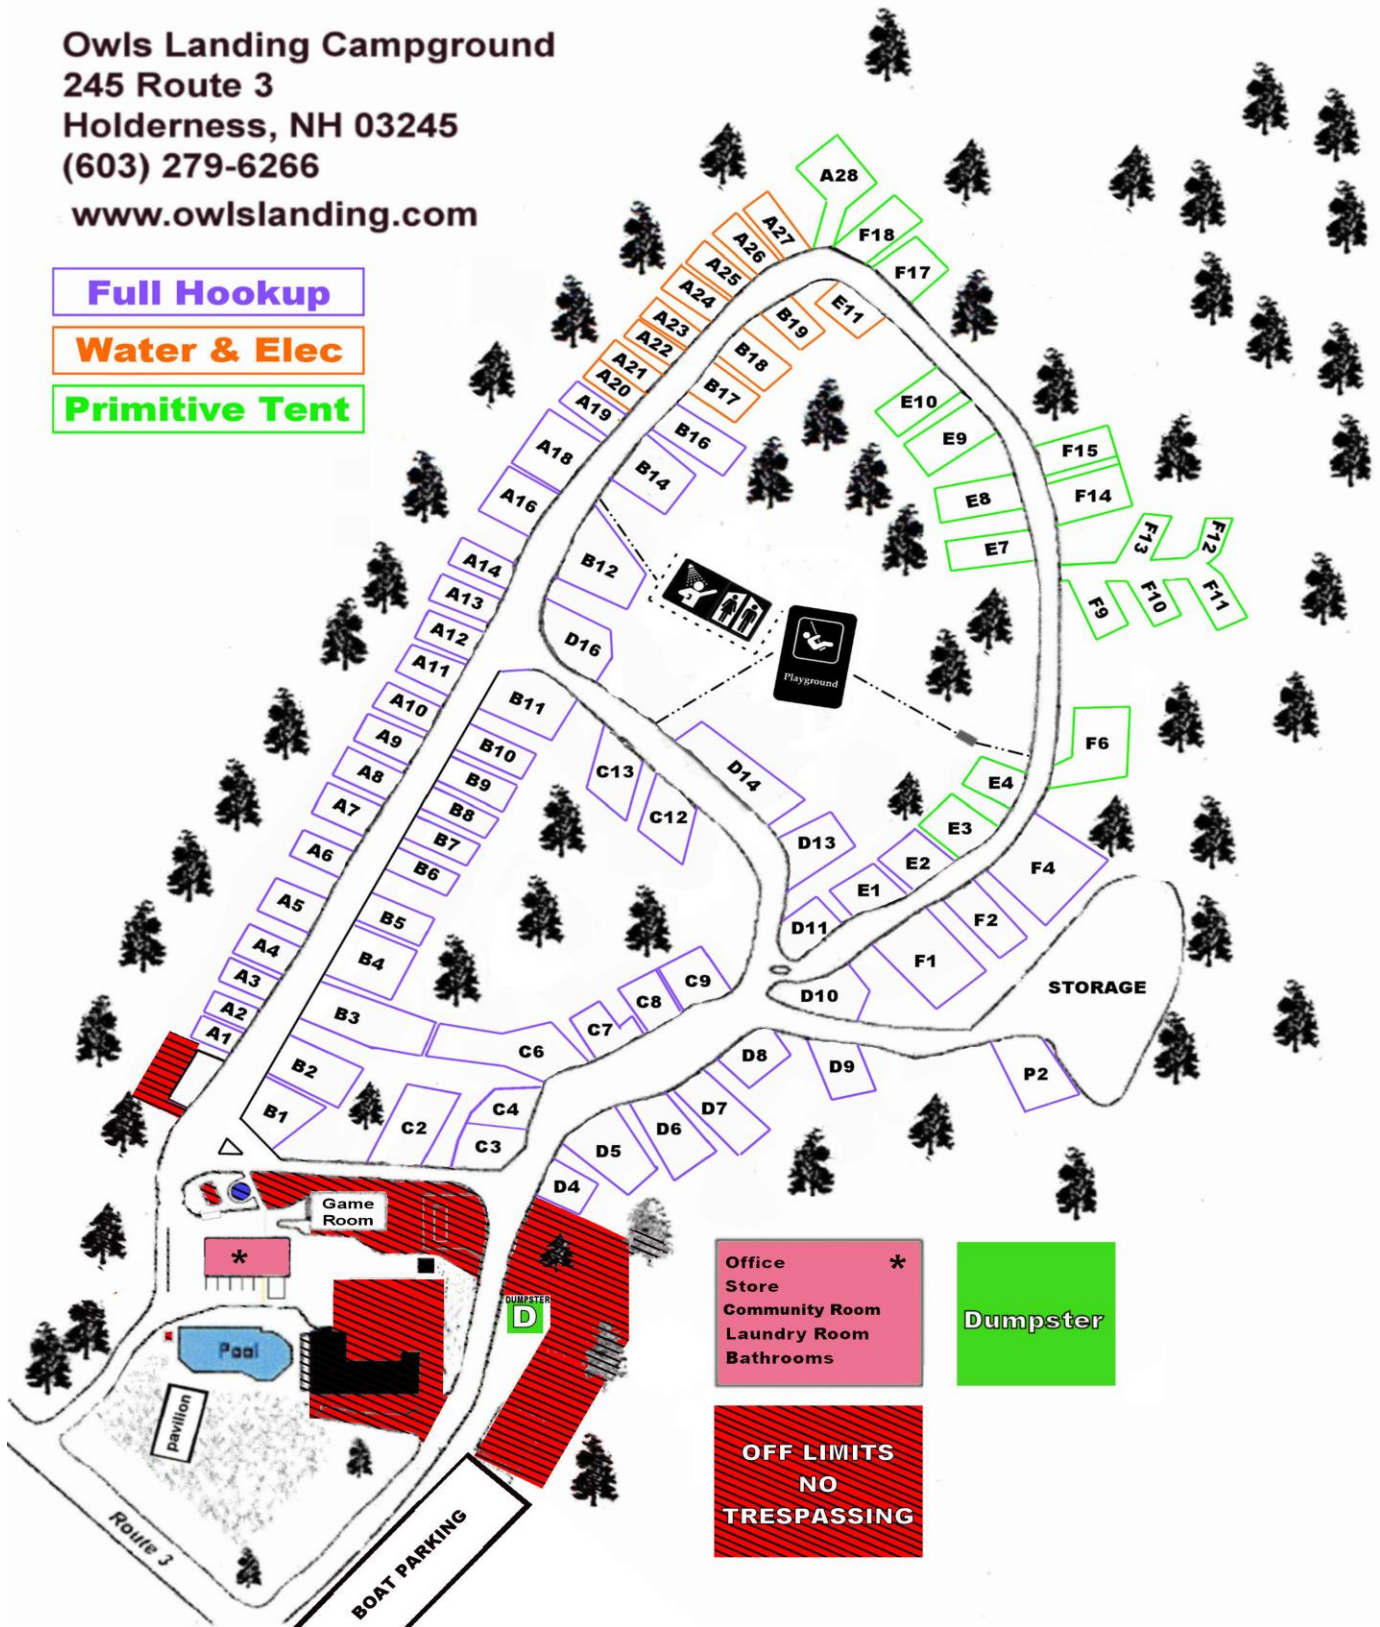 Owls Landing Campground
245 Route 3
Holderness, NH 03245
(603) 279-6266
www.owlslanding.com
Full Hookup
Water & Elec
Primitive Tent
A28
A27
A26
A25
A24
A23
A22
A21
A20
A19
A18
A16
A14
A13
A12
A11
A10
A9
A8
A7
A6
A5
A4
A3
A2
A1
F18
F17
E11
B19
B18
B17
B16
B14
B12
D16
E10
E9
E8
E7
F15
F14
F13
F12
F9
F10
F11
F6
Playground
B11
B10
B9
B8
B7
B6
B5
B4
B3
B2
B1
C13
C12
D14
D13
D11
E4
E3
E2
E1
F4
F2
F1
D10
STORAGE
C9
C8
C7
C6
C4
C3
C2
D9
D8
D7
D6
D5
D4
P2
Game
Room
*
DUMPSTER
D
Pool
pavilion
Route 3
BOAT PARKING
Office *
Store
Community Room
Laundry Room
Bathrooms
Dumpster
OFF LIMITS
NO
TRESPASSING